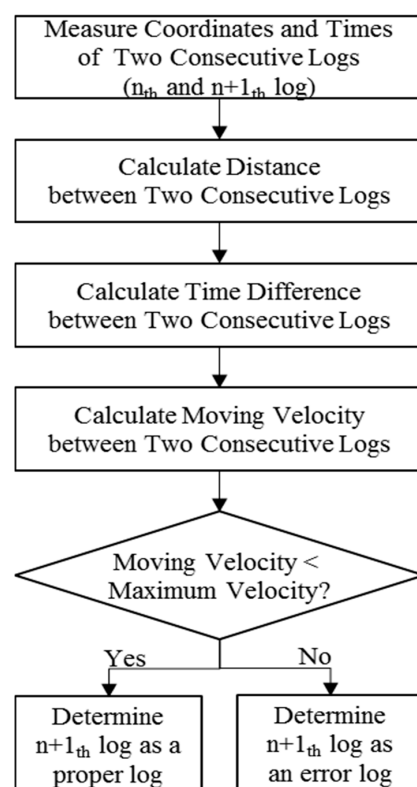 Measure Coordinates and Times
of Two Consecutive Logs
(nth and n+1th log)
Calculate Distance
between Two Consecutive Logs
Calculate Time Difference
between Two Consecutive Logs
Calculate Moving Velocity
between Two Consecutive Logs
Moving Velocity <
Maximum Velocity?
Yes
No
Determine
n+1th log as a
proper log
Determine
n+1th log as
an error log